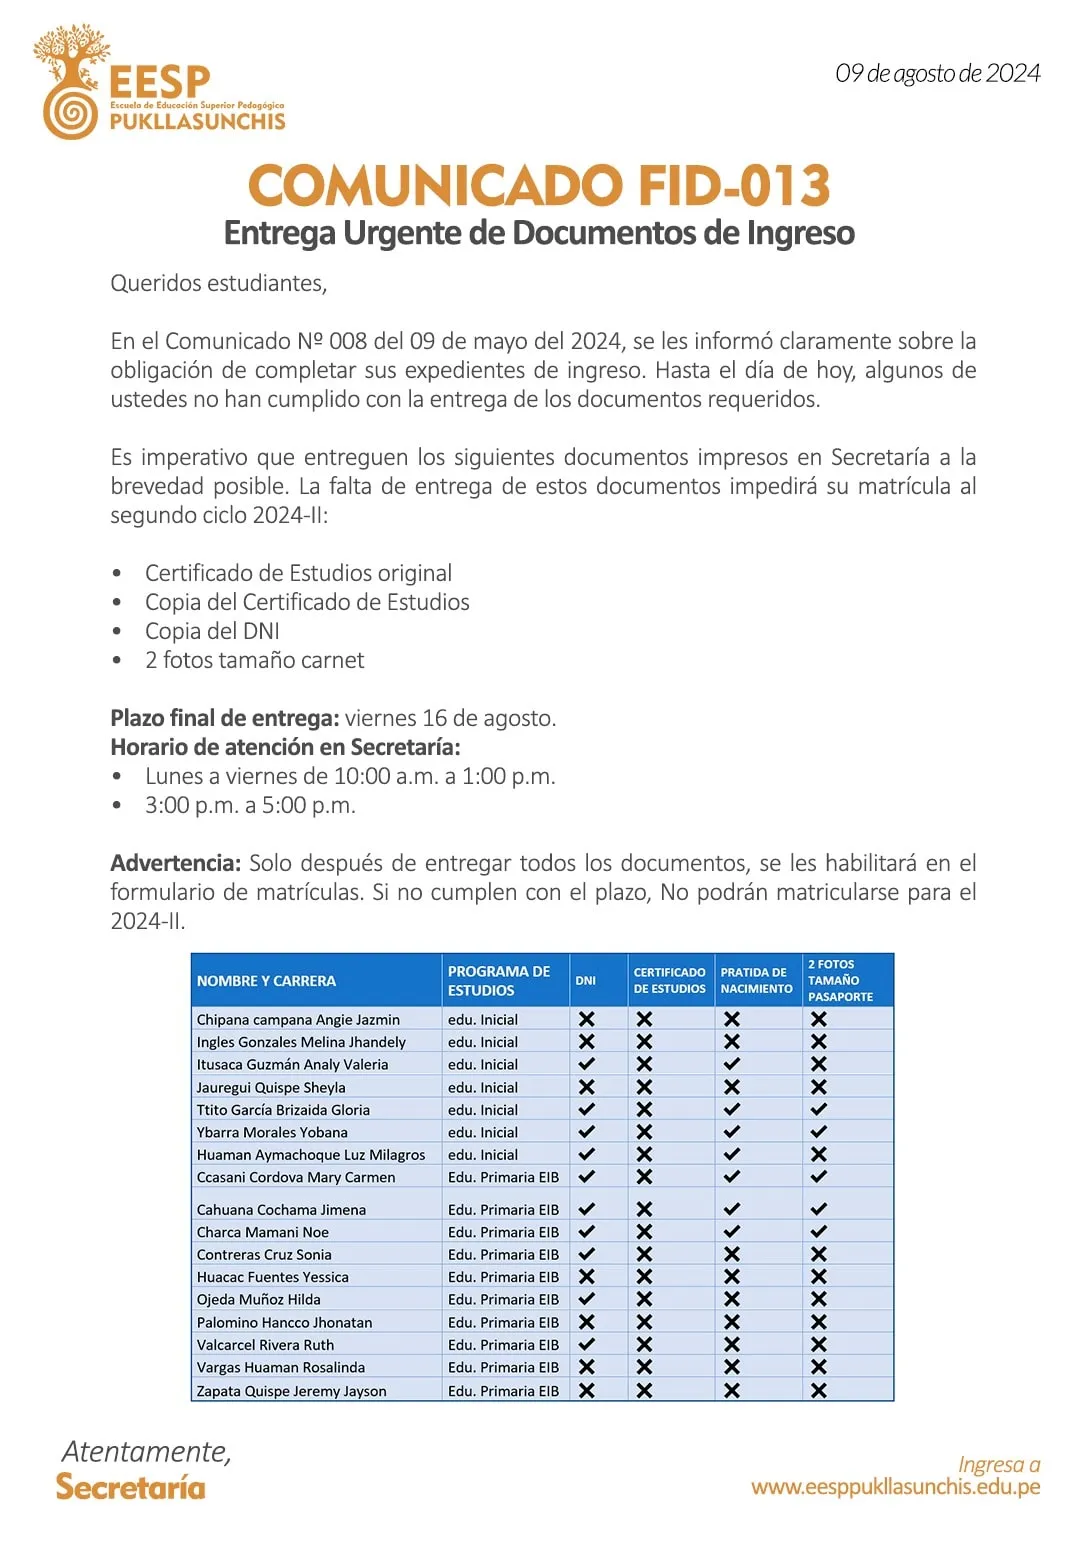 EESP
Escuela de Educación Superior Pedagógica
PUKLLASUNCHIS
09 de agosto de 2024
COMUNICADO FID-013
Entrega Urgente de Documentos de Ingreso
Queridos estudiantes,
En el Comunicado Nº 008 del 09 de mayo del 2024, se les informó claramente sobre la
obligación de completar sus expedientes de ingreso. Hasta el día de hoy, algunos de
ustedes no han cumplido con la entrega de los documentos requeridos.
Es imperativo que entreguen los siguientes documentos impresos en Secretaría a la
brevedad posible. La falta de entrega de estos documentos impedirá su matrícula al
segundo ciclo 2024-II:
• Certificado de Estudios original
• Copia del Certificado de Estudios
• Copia del DNI
• 2 fotos tamaño carnet
Plazo final de entrega: viernes 16 de agosto.
Horario de atención en Secretaría:
• Lunes a viernes de 10:00 a.m. a 1:00 p.m.
• 3:00 p.m. a 5:00 p.m.
Advertencia: Solo después de entregar todos los documentos, se les habilitará en el
formulario de matrículas. Si no cumplen con el plazo, No podrán matricularse para el
2024-II.
NOMBRE Y CARRERA PROGRAMA DE ESTUDIOS DNI CERTIFICADO DE ESTUDIOS PRATIDA DE NACIMIENTO 2 FOTOS TAMAÑO PASAPORTE
Chipana campana Angie Jazmin edu. Inicial ✖ ✖ ✖ ✖
Ingles Gonzales Melina Jhandely edu. Inicial ✖ ✖ ✖ ✖
Itusaca Guzmán Analy Valeria edu. Inicial ✔ ✖ ✔ ✖
Jauregui Quispe Sheyla edu. Inicial ✖ ✖ ✖ ✖
Ttito García Brizaida Gloria edu. Inicial ✔ ✖ ✔ ✔
Ybarra Morales Yobana edu. Inicial ✔ ✖ ✔ ✔
Huaman Aymachoque Luz Milagros edu. Inicial ✔ ✖ ✔ ✖
Ccasani Cordova Mary Carmen Edu. Primaria EIB ✔ ✖ ✔ ✔
Cahuana Cochama Jimena Edu. Primaria EIB ✔ ✖ ✔ ✔
Charca Mamani Noe Edu. Primaria EIB ✔ ✖ ✔ ✔
Contreras Cruz Sonia Edu. Primaria EIB ✔ ✖ ✖ ✖
Huacac Fuentes Yessica Edu. Primaria EIB ✖ ✖ ✖ ✖
Ojeda Muñoz Hilda Edu. Primaria EIB ✔ ✖ ✖ ✖
Palomino Hancco Jhonatan Edu. Primaria EIB ✖ ✖ ✖ ✖
Valcarcel Rivera Ruth Edu. Primaria EIB ✔ ✖ ✖ ✖
Vargas Huaman Rosalinda Edu. Primaria EIB ✖ ✖ ✖ ✖
Zapata Quispe Jeremy Jayson Edu. Primaria EIB ✖ ✖ ✖ ✖
Atentamente,
Secretaría
Ingresa a
www.eesppukllasunchis.edu.pe